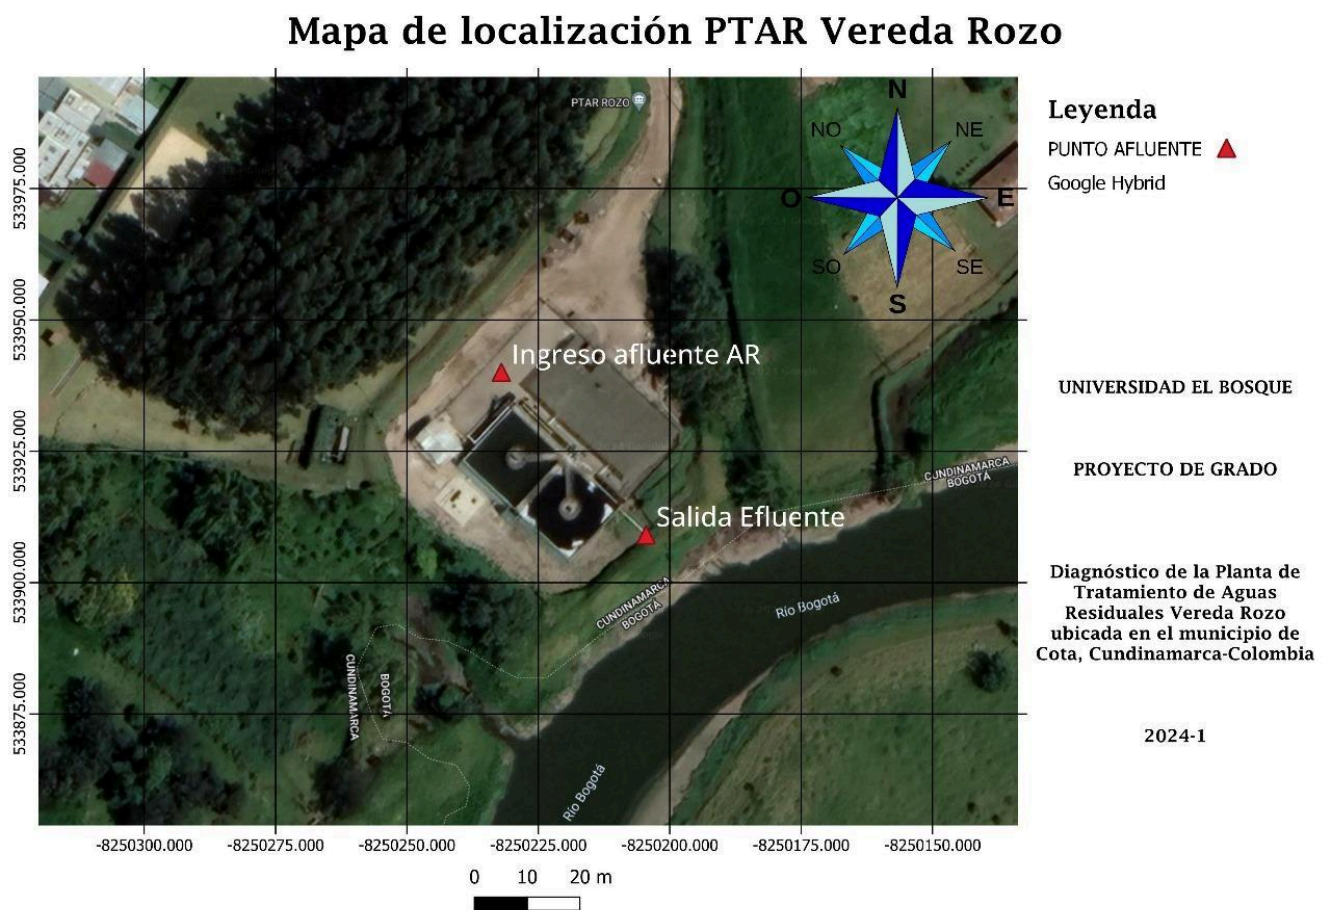 Mapa de localización PTAR Vereda Rozo
PTAR ROZO
N
NO
NE
O
E
SO
SE
S
Leyenda
PUNTO AFLUENTE
Google Hybrid
533975.000
533950.000
533925.000
533900.000
533875.000
Ingreso afluente AR
Salida Efluente
CUNDINAMARCA
BOGOTÁ
CUNDINAMARCA
BOGOTÁ
Río Bogotá
CUNDINAMARCA
BOGOTÁ
Río Bogotá
UNIVERSIDAD EL BOSQUE
PROYECTO DE GRADO
Diagnóstico de la Planta de
Tratamiento de Aguas
Residuales Vereda Rozo
ubicada en el municipio de
Cota, Cundinamarca-Colombia
2024-1
-8250300.000 -8250275.000 -8250250.000 -8250225.000 -8250200.000 -8250175.000 -8250150.000
0 10 20 m